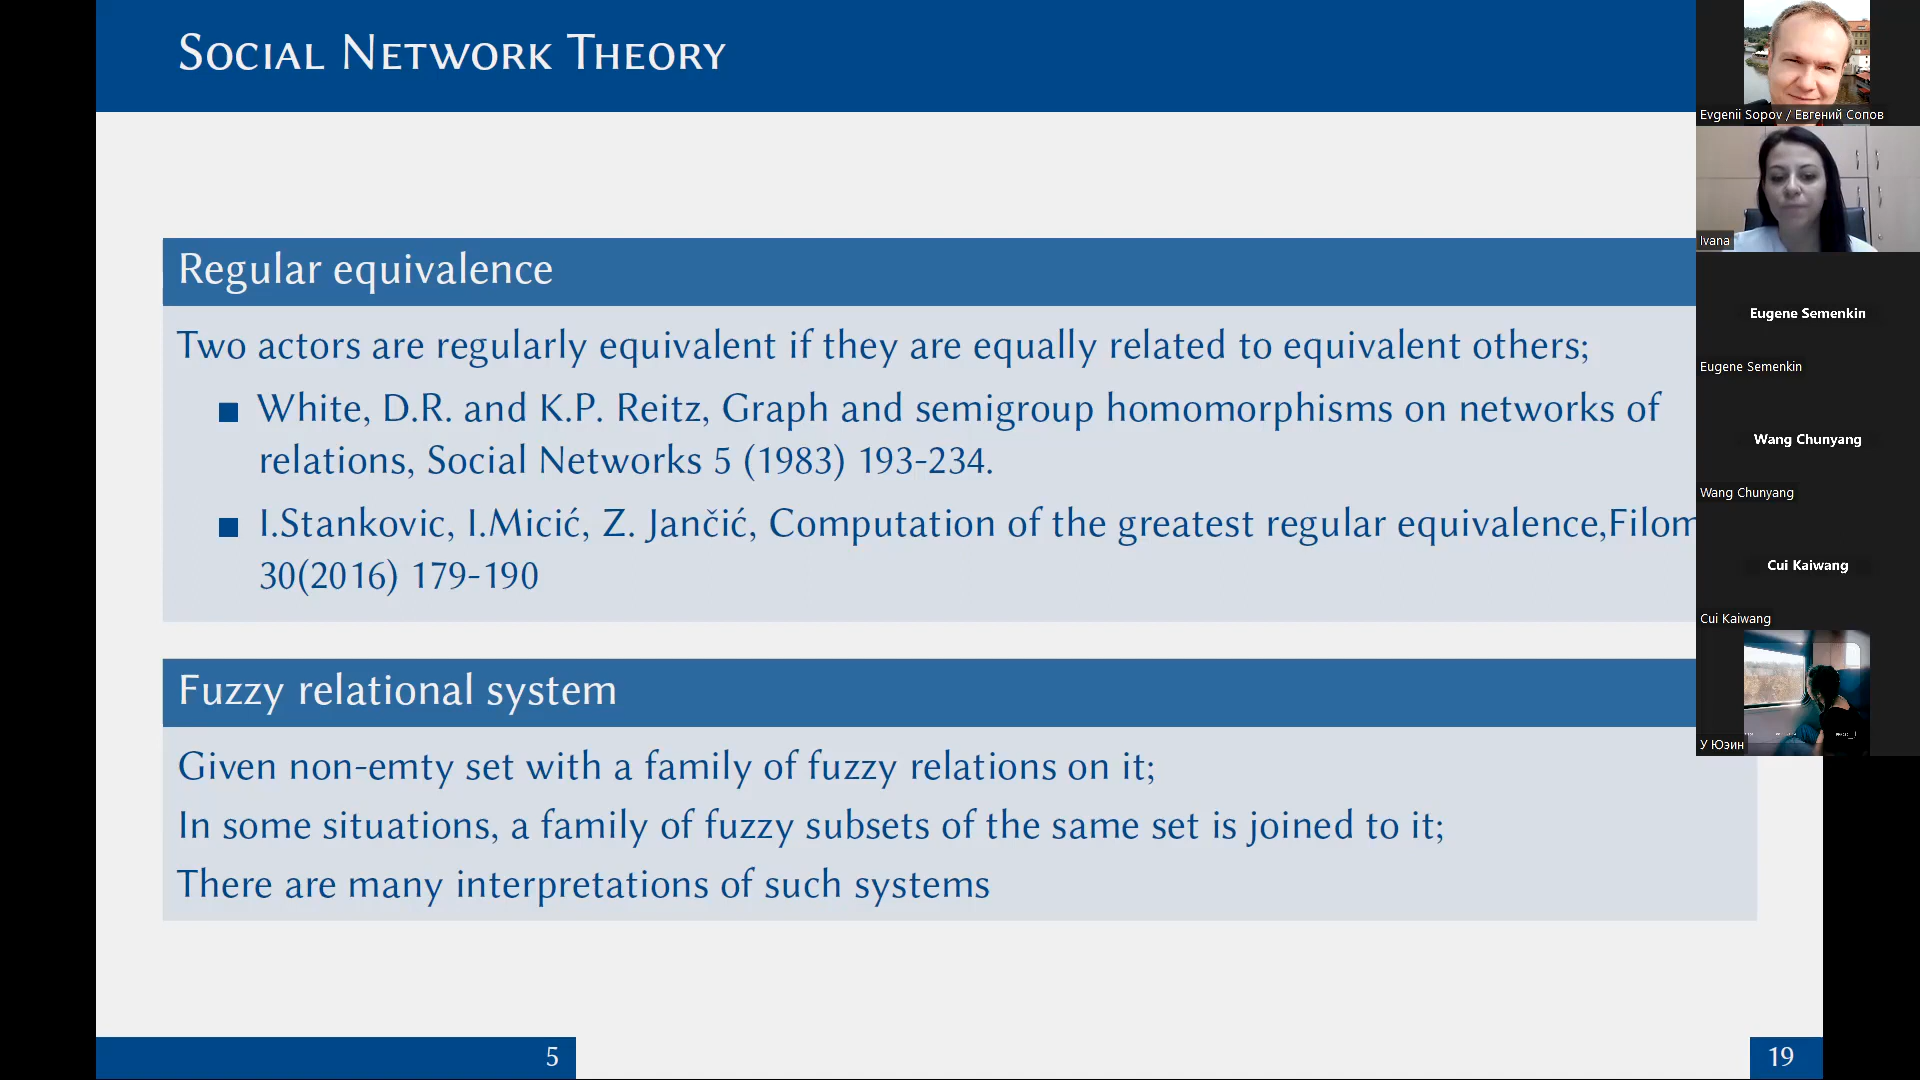 Social Network Theory
Regular equivalence
Two actors are regularly equivalent if they are equally related to equivalent others;
White, D.R. and K.P. Reitz, Graph and semigroup homomorphisms on networks of
relations, Social Networks 5 (1983) 193-234.
I.Stankovic, I.Micić, Z. Jančić, Computation of the greatest regular equivalence,Filom
30(2016) 179-190
Fuzzy relational system
Given non-emty set with a family of fuzzy relations on it;
In some situations, a family of fuzzy subsets of the same set is joined to it;
There are many interpretations of such systems
5
19
Evgenii Sopov / Евгений Сопов
Ivana
Eugene Semenkin
Eugene Semenkin
Wang Chunyang
Wang Chunyang
Cui Kaiwang
Cui Kaiwang
У Юэин